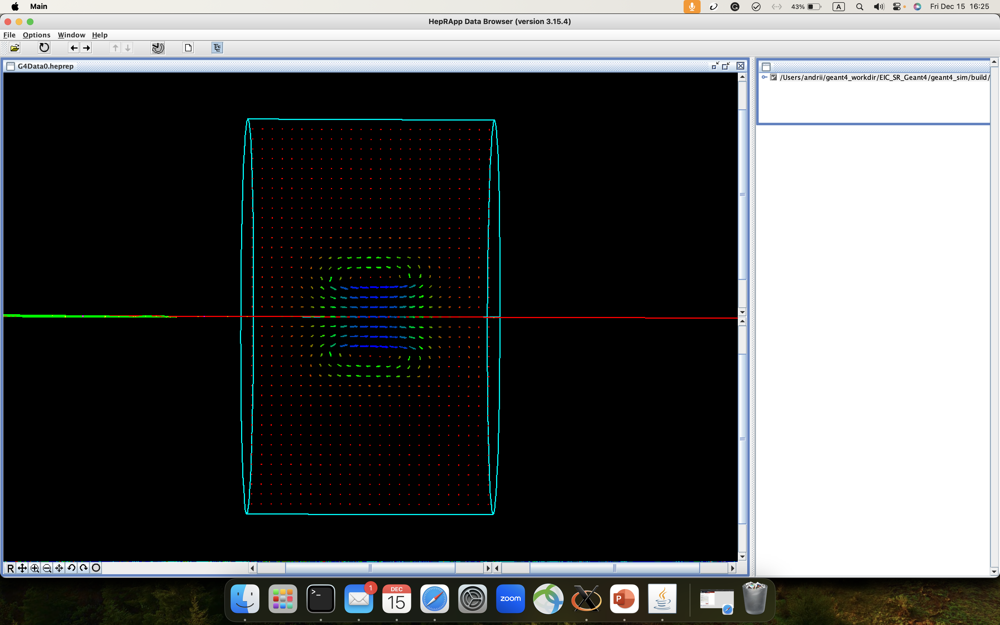 Main
43%
A
Fri Dec 15 16:25
HepRApp Data Browser (version 3.15.4)
File Options Window Help
G4Data0.heprep
/Users/andrii/geant4_workdir/EIC_SR_Geant4/geant4_sim/build/
R
>_
1
DEC
15
zoom
P